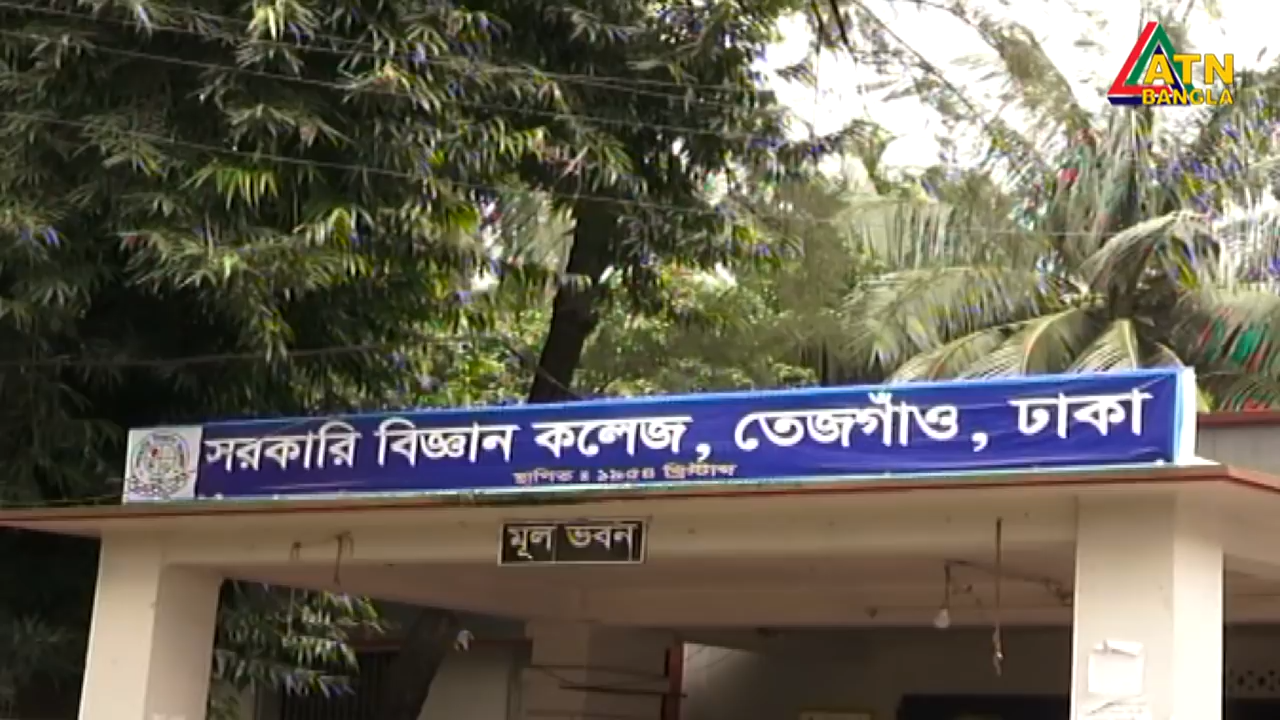 ATN
BANGLA
সরকারি বিজ্ঞান কলেজ, তেজগাঁও, ঢাকা
স্থাপিত ঃ ১৯৫৪ খ্রিস্টাব্দ
মূল ভবন